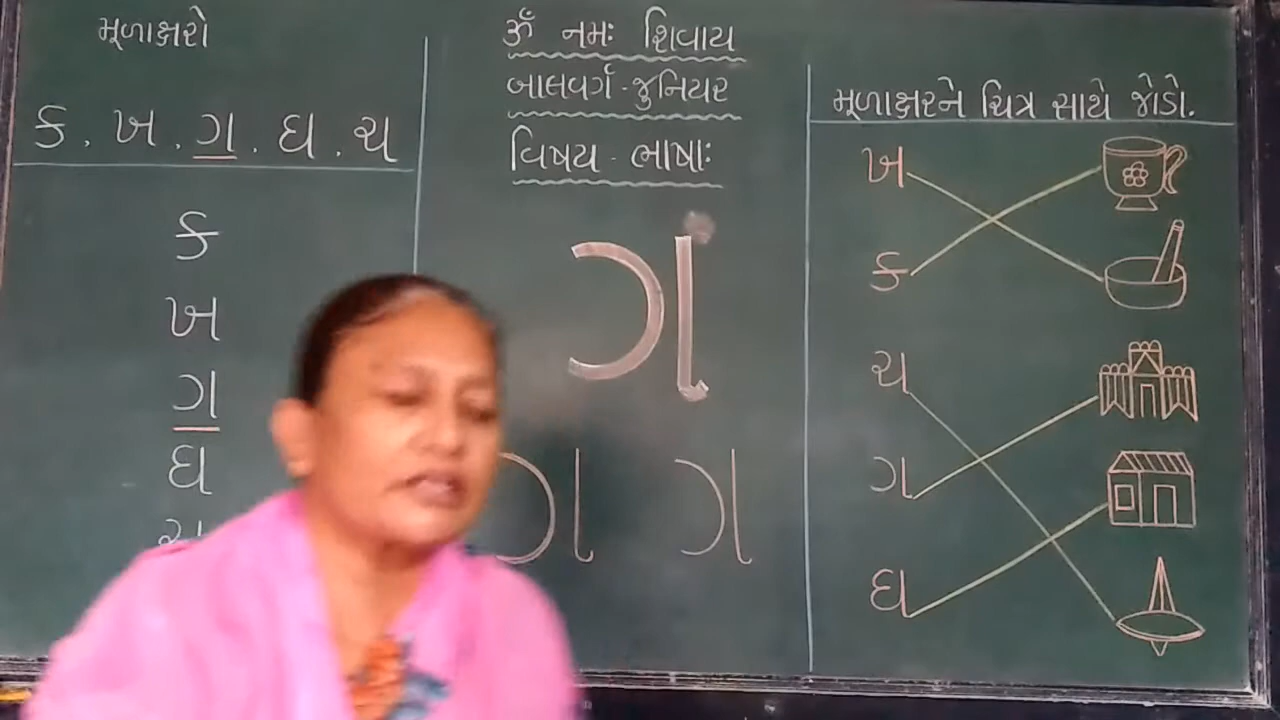 મૂળાક્ષરો
ક . ખ . ગ . ઘ . ચ
ક
ખ
ગ
ઘ
ચ
ૐ નમઃ શિવાય
બાલવર્ગ - જુનિયર
વિષય - ભાષાઃ
ગ
ગ ગ
મૂળાક્ષરને ચિત્ર સાથે જોડો.
ખ
ક
ચ
ગ
ઘ